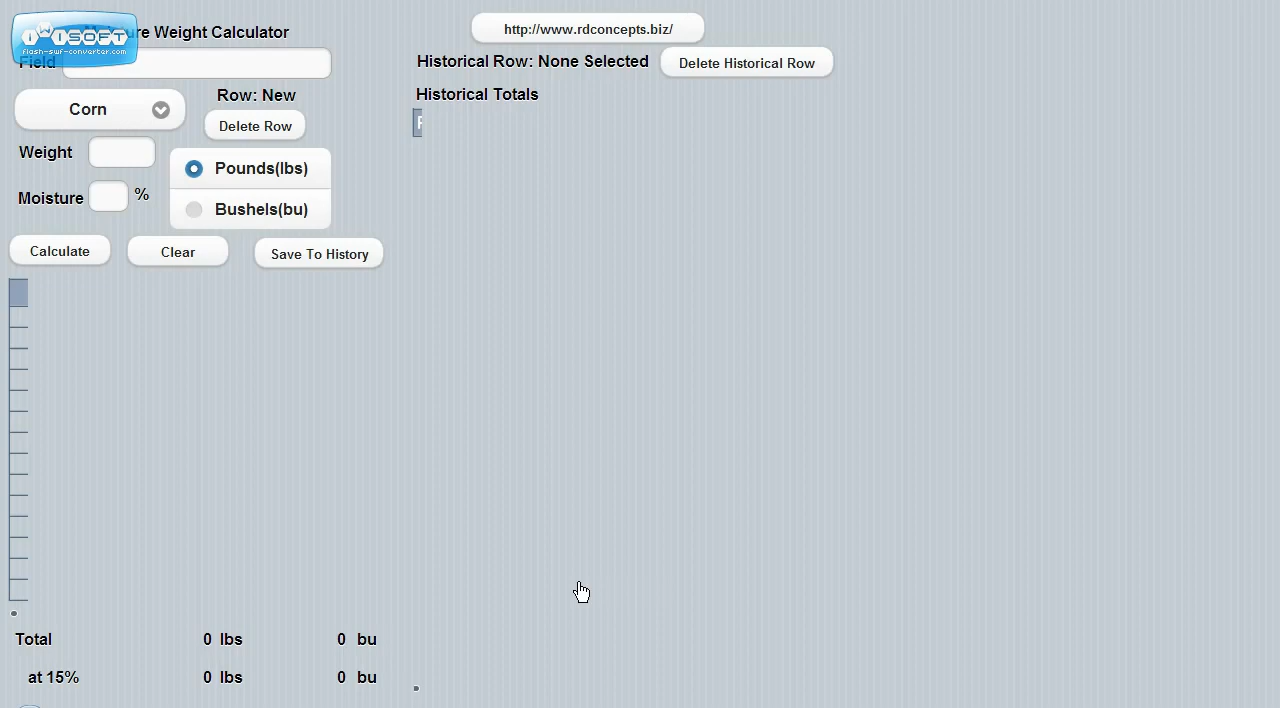 Moisture Weight Calculator
iWiSOFT
flash-swf-converter.com
Field
Corn
Row: New
Delete Row
Weight
Pounds(lbs)
Moisture
%
Bushels(bu)
Calculate
Clear
Save To History
Total 0 lbs 0 bu
at 15% 0 lbs 0 bu
http://www.rdconcepts.biz/
Historical Row: None Selected
Delete Historical Row
Historical Totals